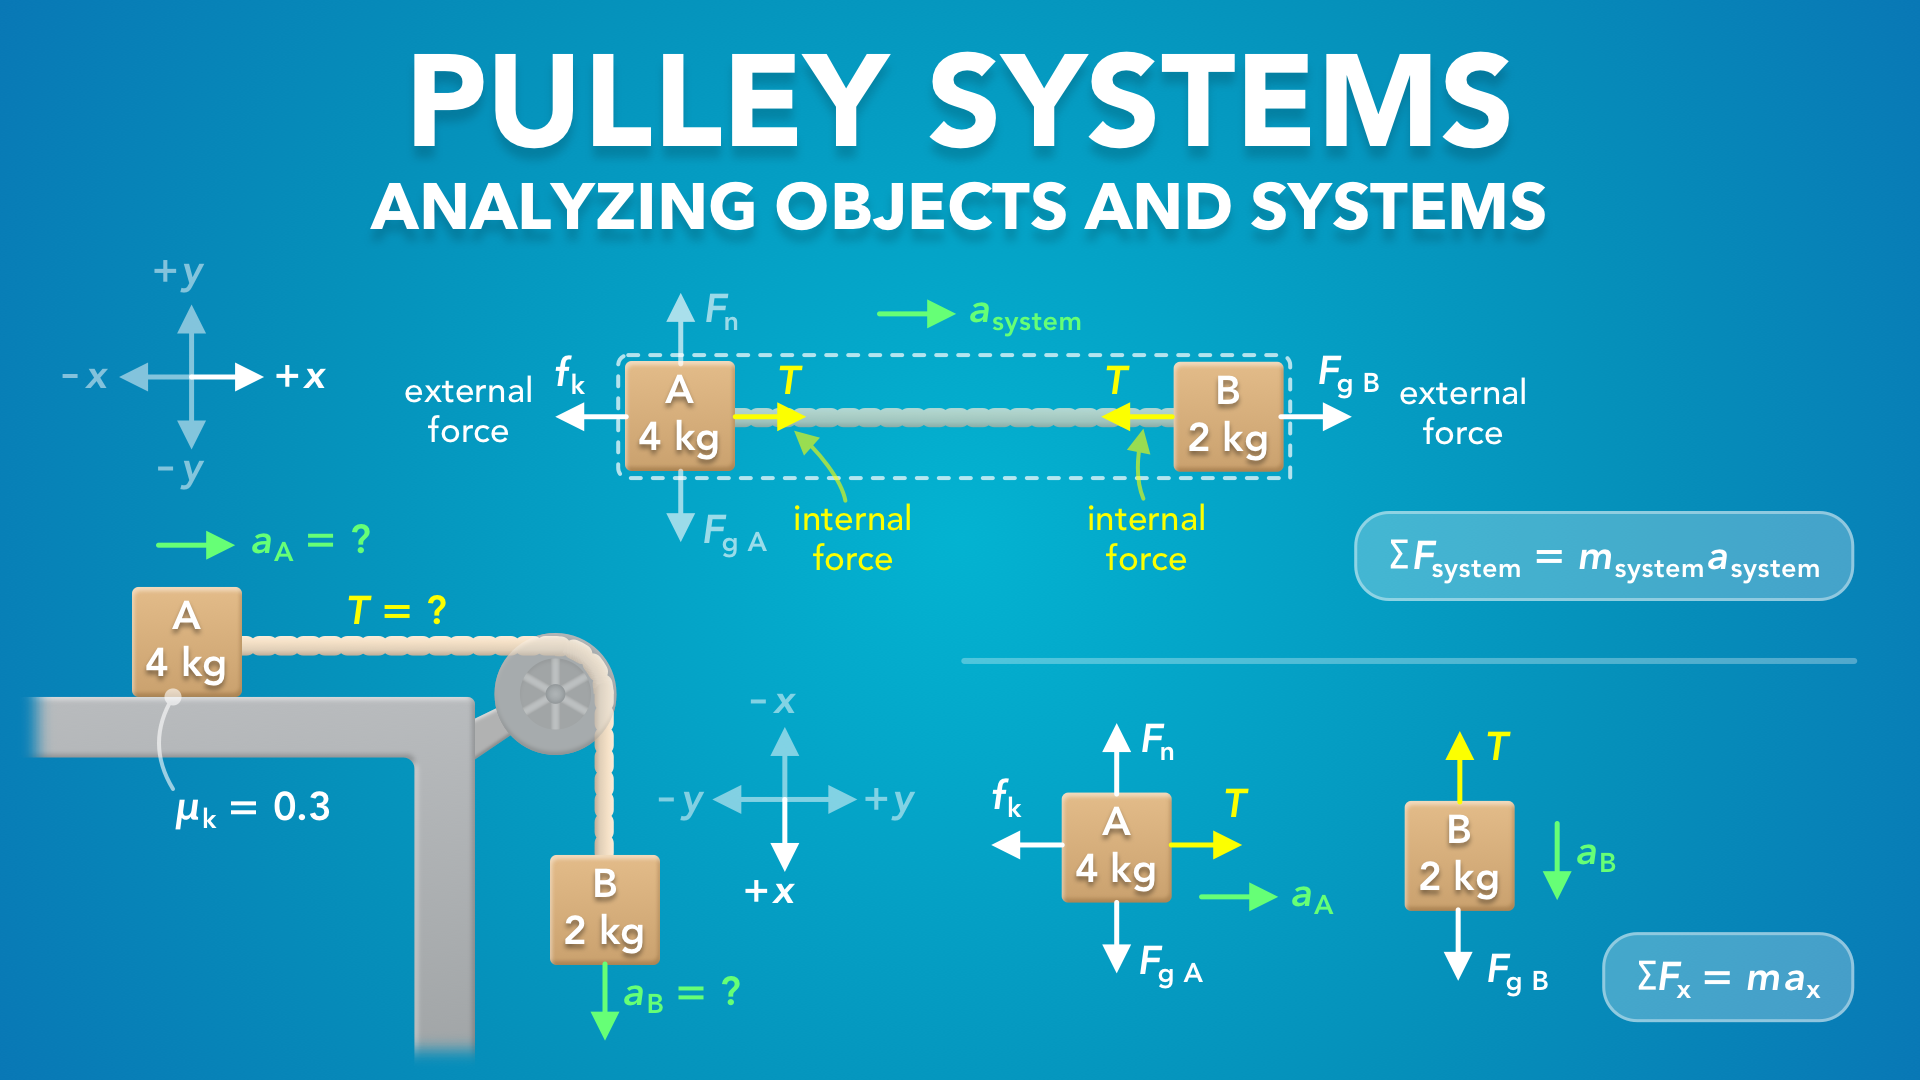 PULLEY SYSTEMS
ANALYZING OBJECTS AND SYSTEMS
+y
-x
+x
-y
Fn
asystem
external
force
fk
A
4 kg
T
T
B
2 kg
Fg B
external
force
Fg A
internal
force
internal
force
ΣFsystem = msystemasystem
aA = ?
A
4 kg
T = ?
μk = 0.3
-x
-y
+y
+x
B
2 kg
aB = ?
Fn
fk
A
4 kg
T
aA
Fg A
T
B
2 kg
aB
Fg B
ΣFx = max